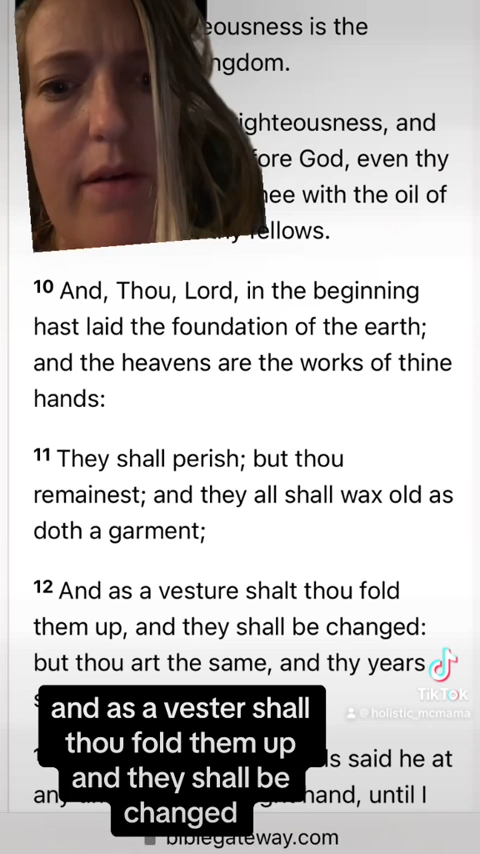 eousness is the
ngdom.
ighteousness, and
fore God, even thy
hee with the oil of
thy fellows.
10 And, Thou, Lord, in the beginning
hast laid the foundation of the earth;
and the heavens are the works of thine
hands:
11 They shall perish; but thou
remainest; and they all shall wax old as
doth a garment;
12 And as a vesture shalt thou fold
them up, and they shall be changed:
but thou art the same, and thy years
TikTok
@holistic_mcmama
and as a vester shall
thou fold them up
and they shall be
changed
ls said he at
hand, until I
biblegateway.com